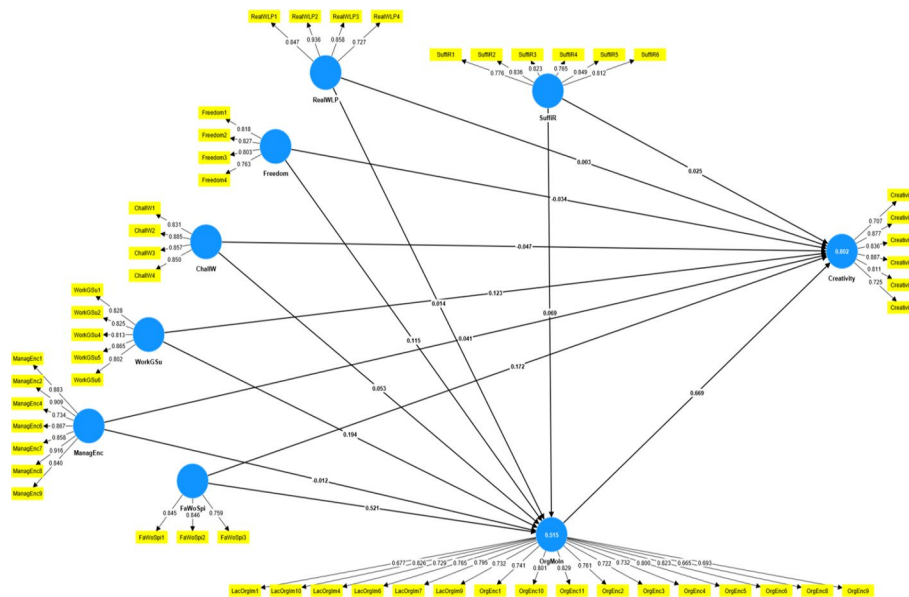 RealWLP1 RealWLP2 RealWLP3 RealWLP4
0.847 0.936 0.858 0.727
RealWLP
SuffiR1 SuffiR2 SuffiR3 SuffiR4 SuffiR5 SuffiR6
0.776 0.836 0.823 0.765 0.849 0.812
SuffiR
Freedom1
Freedom2
Freedom3
Freedom4
0.818
0.827
0.803
0.763
Freedom
ChallW1
ChallW2
ChallW3
ChallW4
0.831
0.885
0.857
0.850
ChallW
WorkGSu1
WorkGSu2
WorkGSu4
WorkGSu5
WorkGSu6
0.828
0.825
0.813
0.865
0.802
WorkGSu
ManagEnc1
ManagEnc2
ManagEnc4
ManagEnc6
ManagEnc7
ManagEnc8
ManagEnc9
0.883
0.909
0.734
0.867
0.858
0.916
0.840
ManagEnc
FaWoSpi
0.845 0.846 0.759
FaWoSpi1 FaWoSpi2 FaWoSpi3
0.003
0.025
-0.034
-0.047
0.123
0.014
0.069
0.115
0.041
0.172
0.053
0.194
-0.012
0.521
0.669
0.802
Creativity
Creativi
Creativi
Creativi
Creativi
Creativi
Creativi
0.707
0.877
0.836
0.887
0.811
0.725
0.515
OrgMoIn
0.677 0.826 0.729 0.765 0.795 0.732 0.741 0.801 0.829 0.761 0.722 0.732 0.800 0.823 0.665 0.693
LacOrgIm1 LacOrgIm10 LacOrgIm4 LacOrgIm6 LacOrgIm7 LacOrgIm9 OrgEnc1 OrgEnc10 OrgEnc11 OrgEnc2 OrgEnc3 OrgEnc4 OrgEnc5 OrgEnc6 OrgEnc8 OrgEnc9